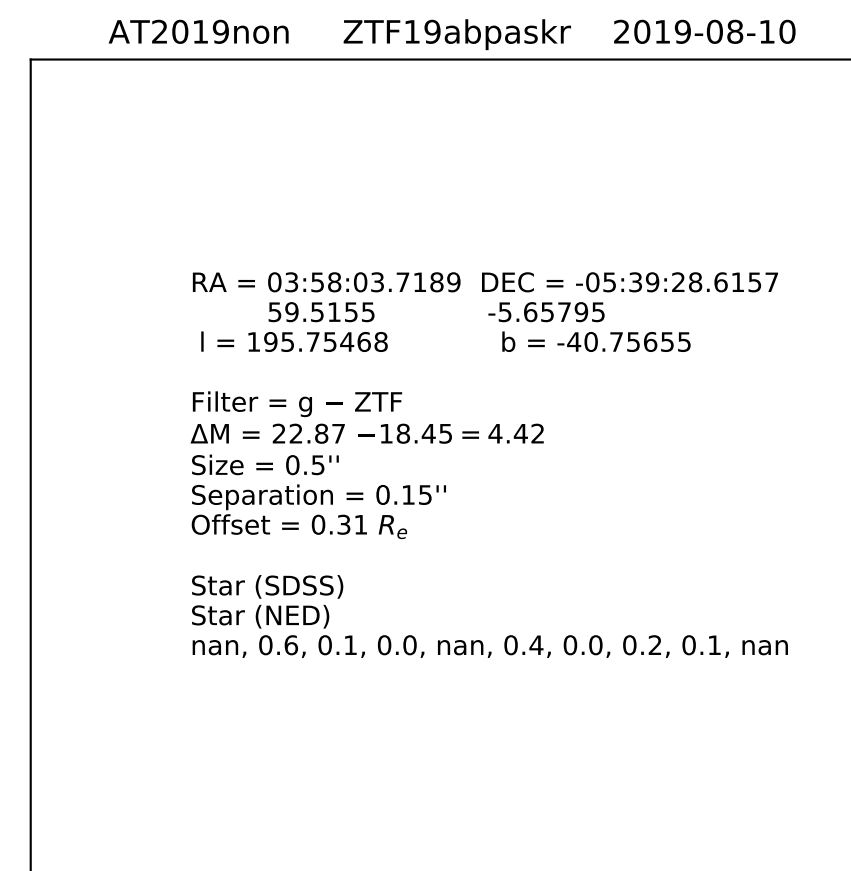 AT2019non ZTF19abpaskr 2019-08-10
RA = 03:58:03.7189 DEC = -05:39:28.6157
59.5155 -5.65795
l = 195.75468 b = -40.75655
Filter = g − ZTF
ΔM = 22.87 −18.45 = 4.42
Size = 0.5''
Separation = 0.15''
Offset = 0.31 Rₑ
Star (SDSS)
Star (NED)
nan, 0.6, 0.1, 0.0, nan, 0.4, 0.0, 0.2, 0.1, nan